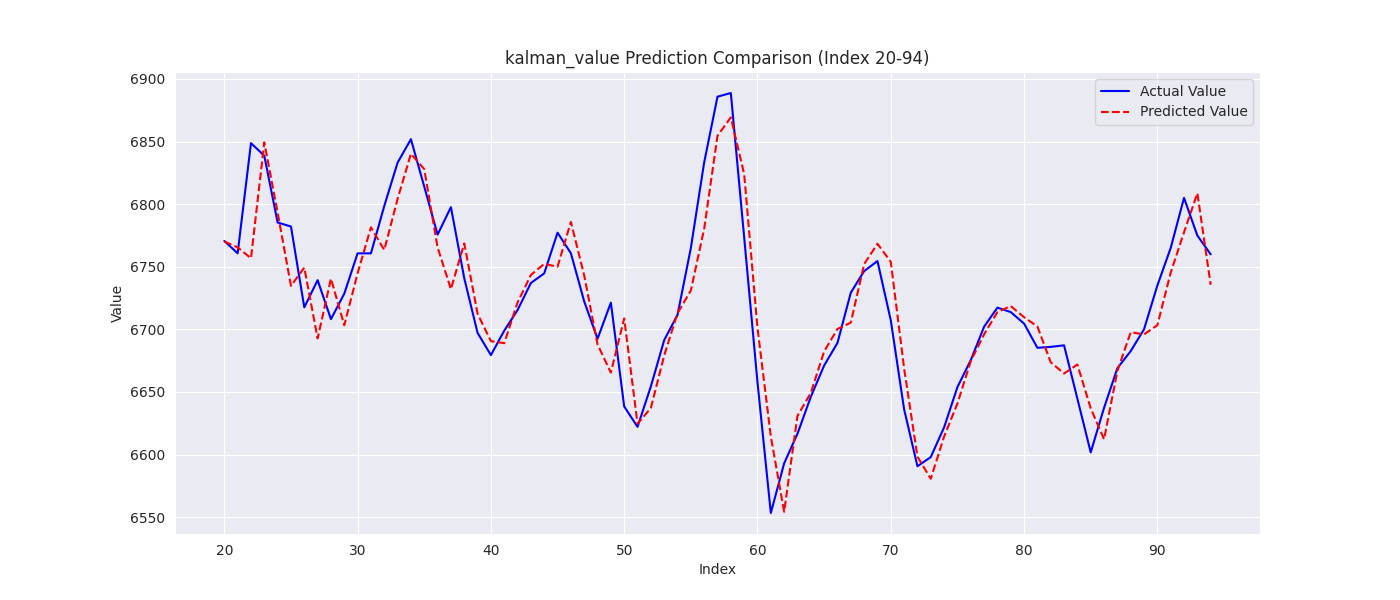 kalman_value Prediction Comparison (Index 20-94)
Actual Value
Predicted Value
6900
6850
6800
6750
6700
6650
6600
6550
Value
20 30 40 50 60 70 80 90
Index